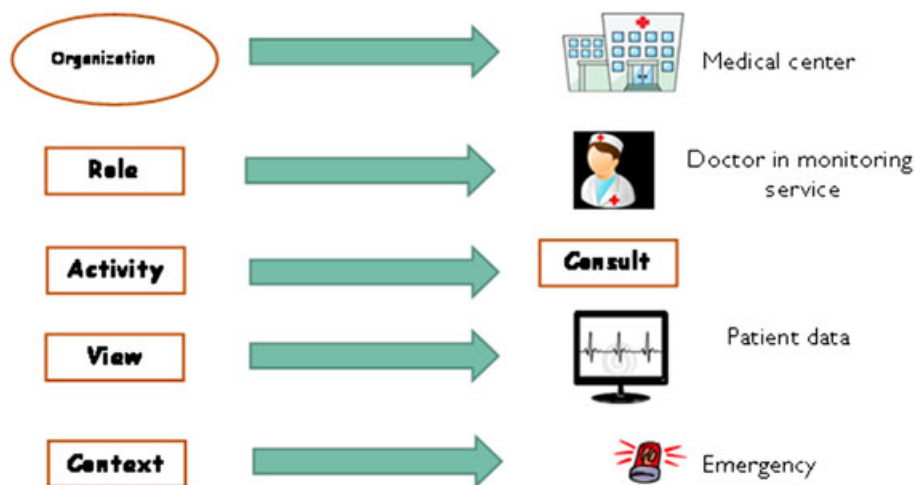 Organization
Medical center
Role
Doctor in monitoring
service
Activity
Consult
View
Patient data
Context
Emergency